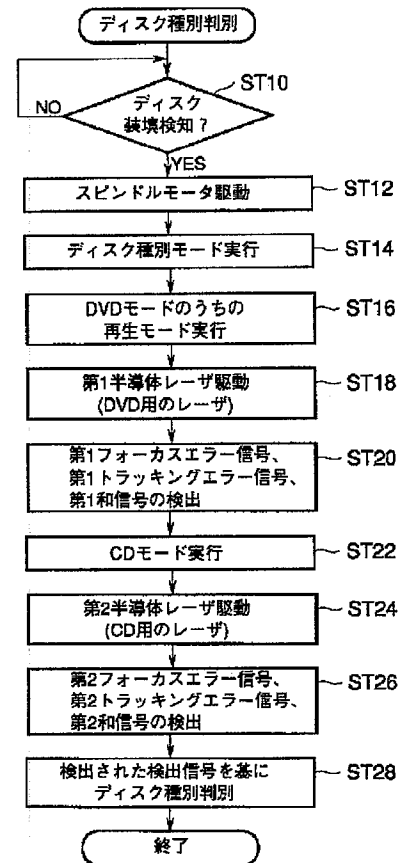 ディスク種別判別
ST10
NO
ディスク
装填検知?
YES
スピンドルモータ駆動
ST12
ディスク種別モード実行
ST14
DVDモードのうちの
再生モード実行
ST16
第1半導体レーザ駆動
(DVD用のレーザ)
ST18
第1フォーカスエラー信号、
第1トラッキングエラー信号、
第1和信号の検出
ST20
CDモード実行
ST22
第2半導体レーザ駆動
(CD用のレーザ)
ST24
第2フォーカスエラー信号、
第2トラッキングエラー信号、
第2和信号の検出
ST26
検出された検出信号を基に
ディスク種別判別
ST28
終了